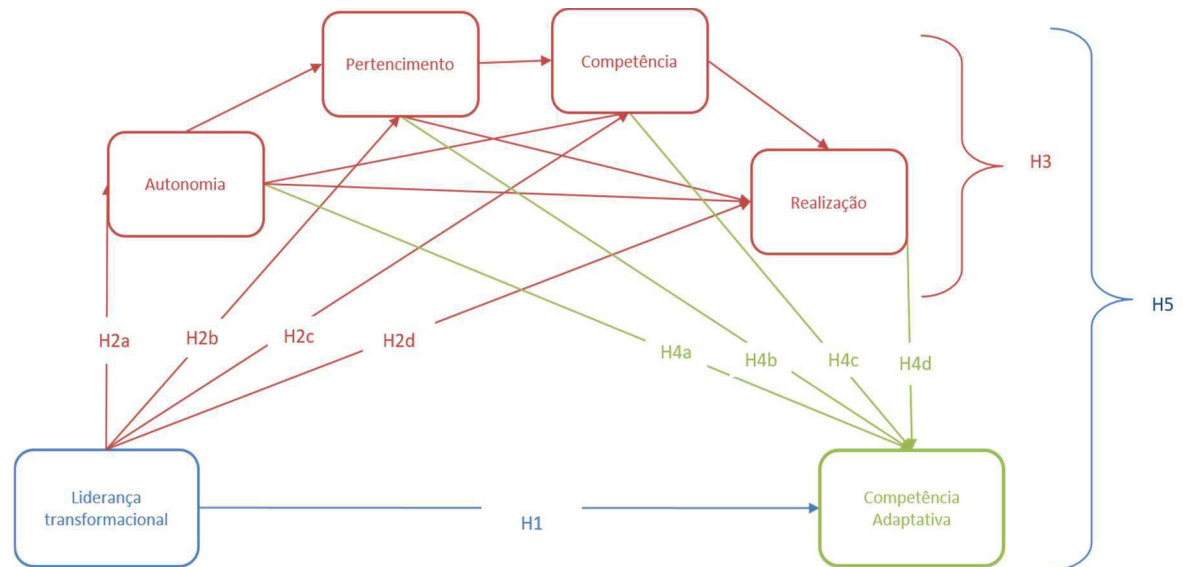 Pertencimento
Competência
Autonomia
Realização
H3
H5
H2a
H2b
H2c
H2d
H4a
H4b
H4c
H4d
Liderança
transformacional
H1
Competência
Adaptativa